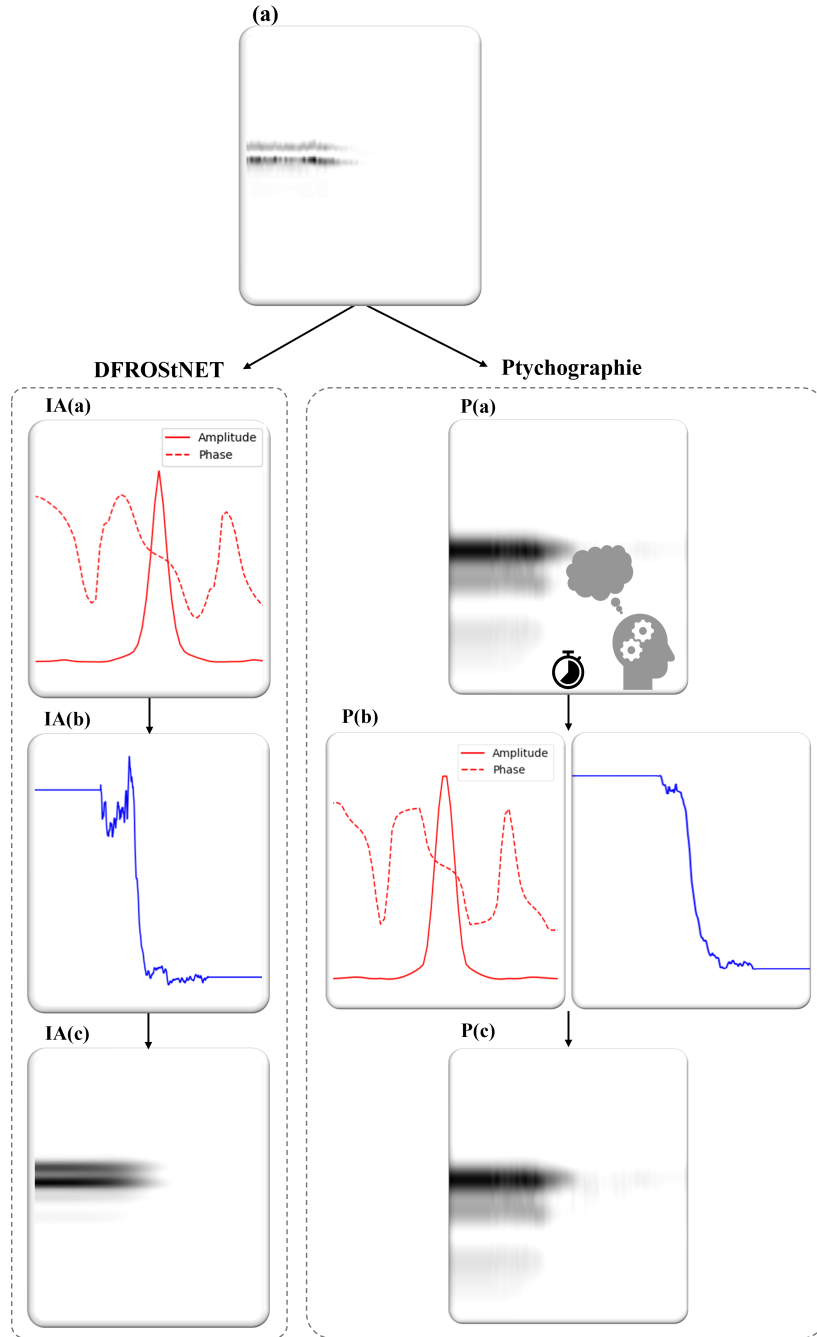 (a)
DFROStNET
Ptychographie
IA(a)
Amplitude
Phase
P(a)
IA(b)
P(b)
Amplitude
Phase
IA(c)
P(c)